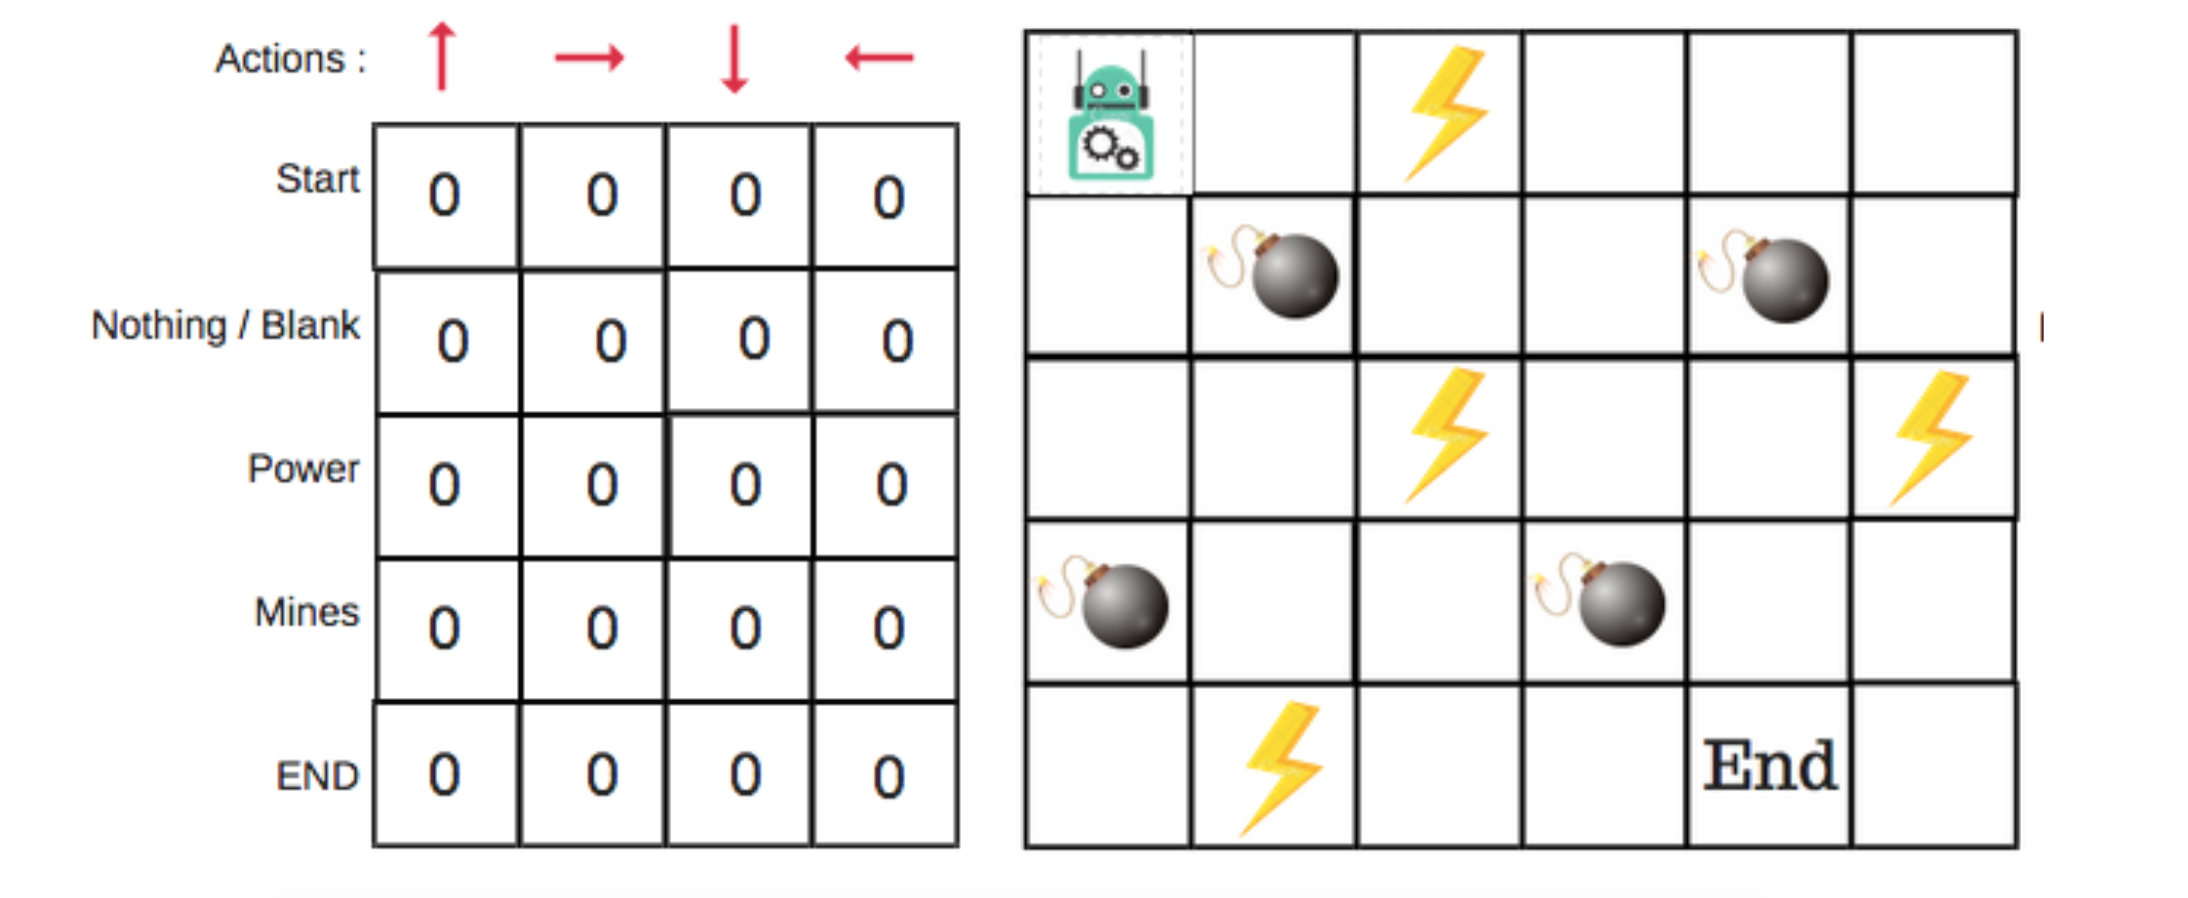 Actions :
Start 0 0 0 0
Nothing / Blank 0 0 0 0
Power 0 0 0 0
Mines 0 0 0 0
END 0 0 0 0
End